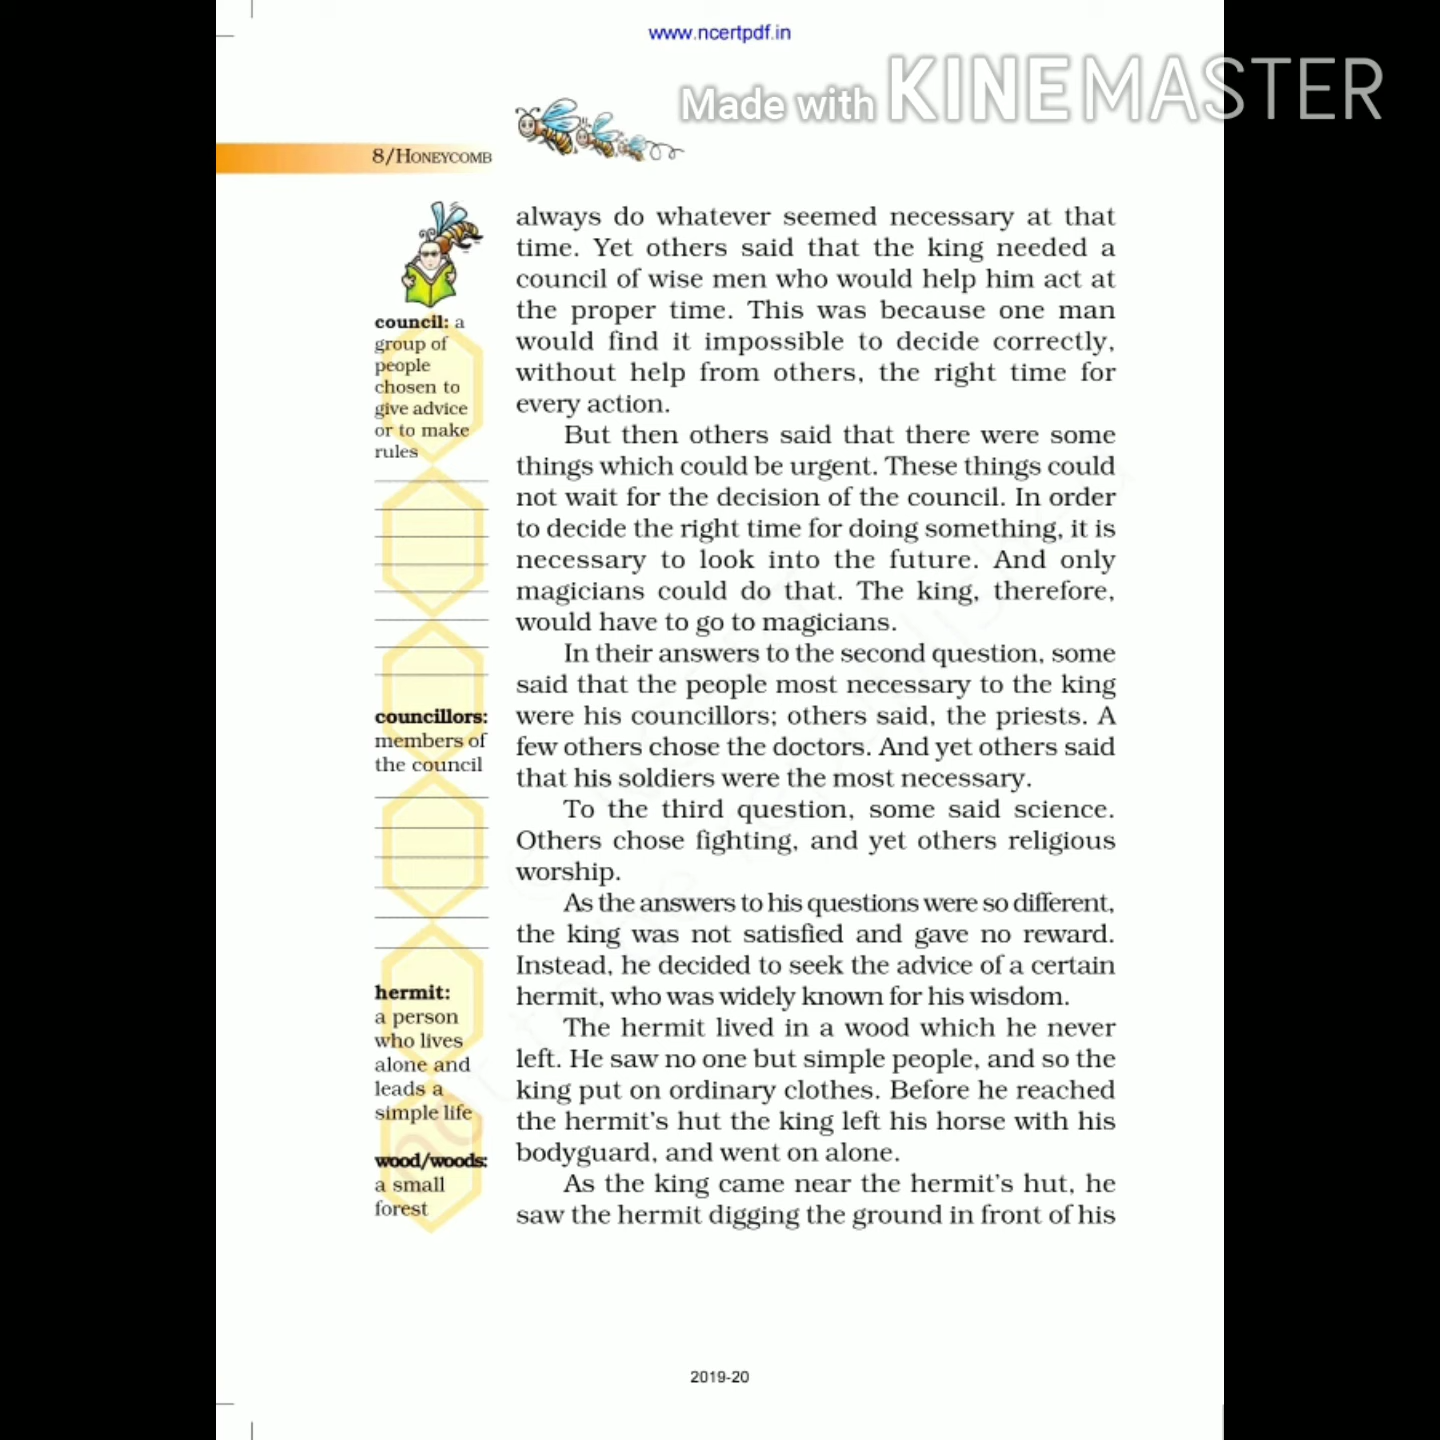 www.ncertpdf.in
Made with KINEMASTER
8/HONEYCOMB
always do whatever seemed necessary at that
time. Yet others said that the king needed a
council of wise men who would help him act at
the proper time. This was because one man
would find it impossible to decide correctly,
without help from others, the right time for
every action.
But then others said that there were some
things which could be urgent. These things could
not wait for the decision of the council. In order
to decide the right time for doing something, it is
necessary to look into the future. And only
magicians could do that. The king, therefore,
would have to go to magicians.
In their answers to the second question, some
said that the people most necessary to the king
were his councillors; others said, the priests. A
few others chose the doctors. And yet others said
that his soldiers were the most necessary.
To the third question, some said science.
Others chose fighting, and yet others religious
worship.
As the answers to his questions were so different,
the king was not satisfied and gave no reward.
Instead, he decided to seek the advice of a certain
hermit, who was widely known for his wisdom.
The hermit lived in a wood which he never
left. He saw no one but simple people, and so the
king put on ordinary clothes. Before he reached
the hermit's hut the king left his horse with his
bodyguard, and went on alone.
As the king came near the hermit's hut, he
saw the hermit digging the ground in front of his
council: a
group of
people
chosen to
give advice
or to make
rules
councillors:
members of
the council
hermit:
a person
who lives
alone and
leads a
simple life
wood/woods:
a small
forest
2019-20